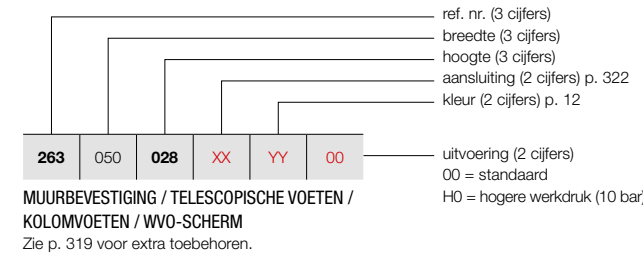 ref. nr. (3 cijfers)
breedte (3 cijfers)
hoogte (3 cijfers)
aansluiting (2 cijfers) p. 322
kleur (2 cijfers) p. 12
263 050 028 XX YY 00
uitvoering (2 cijfers)
00 = standaard
H0 = hogere werkdruk (10 bar)
MUURBEVESTIGING / TELESCOPISCHE VOETEN /
KOLOMVOETEN / WVO-SCHERM
Zie p. 319 voor extra toebehoren.